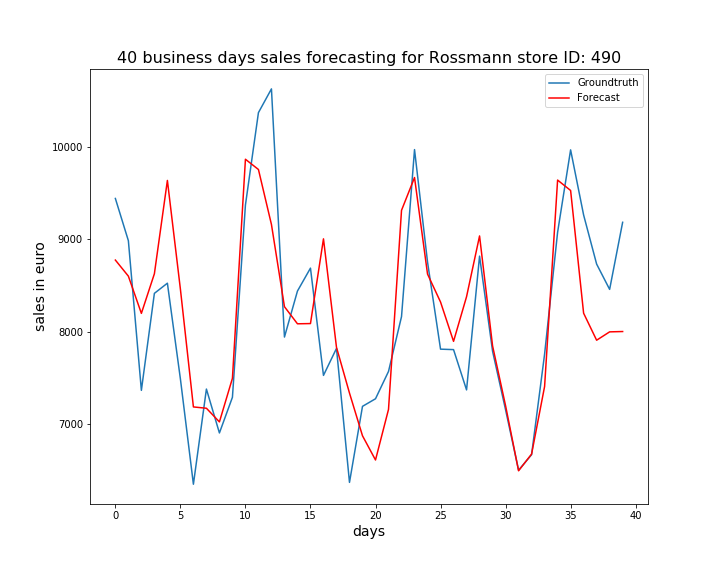 40 business days sales forecasting for Rossmann store ID: 490
Groundtruth
Forecast
10000
9000
8000
7000
sales in euro
0 5 10 15 20 25 30 35 40
days